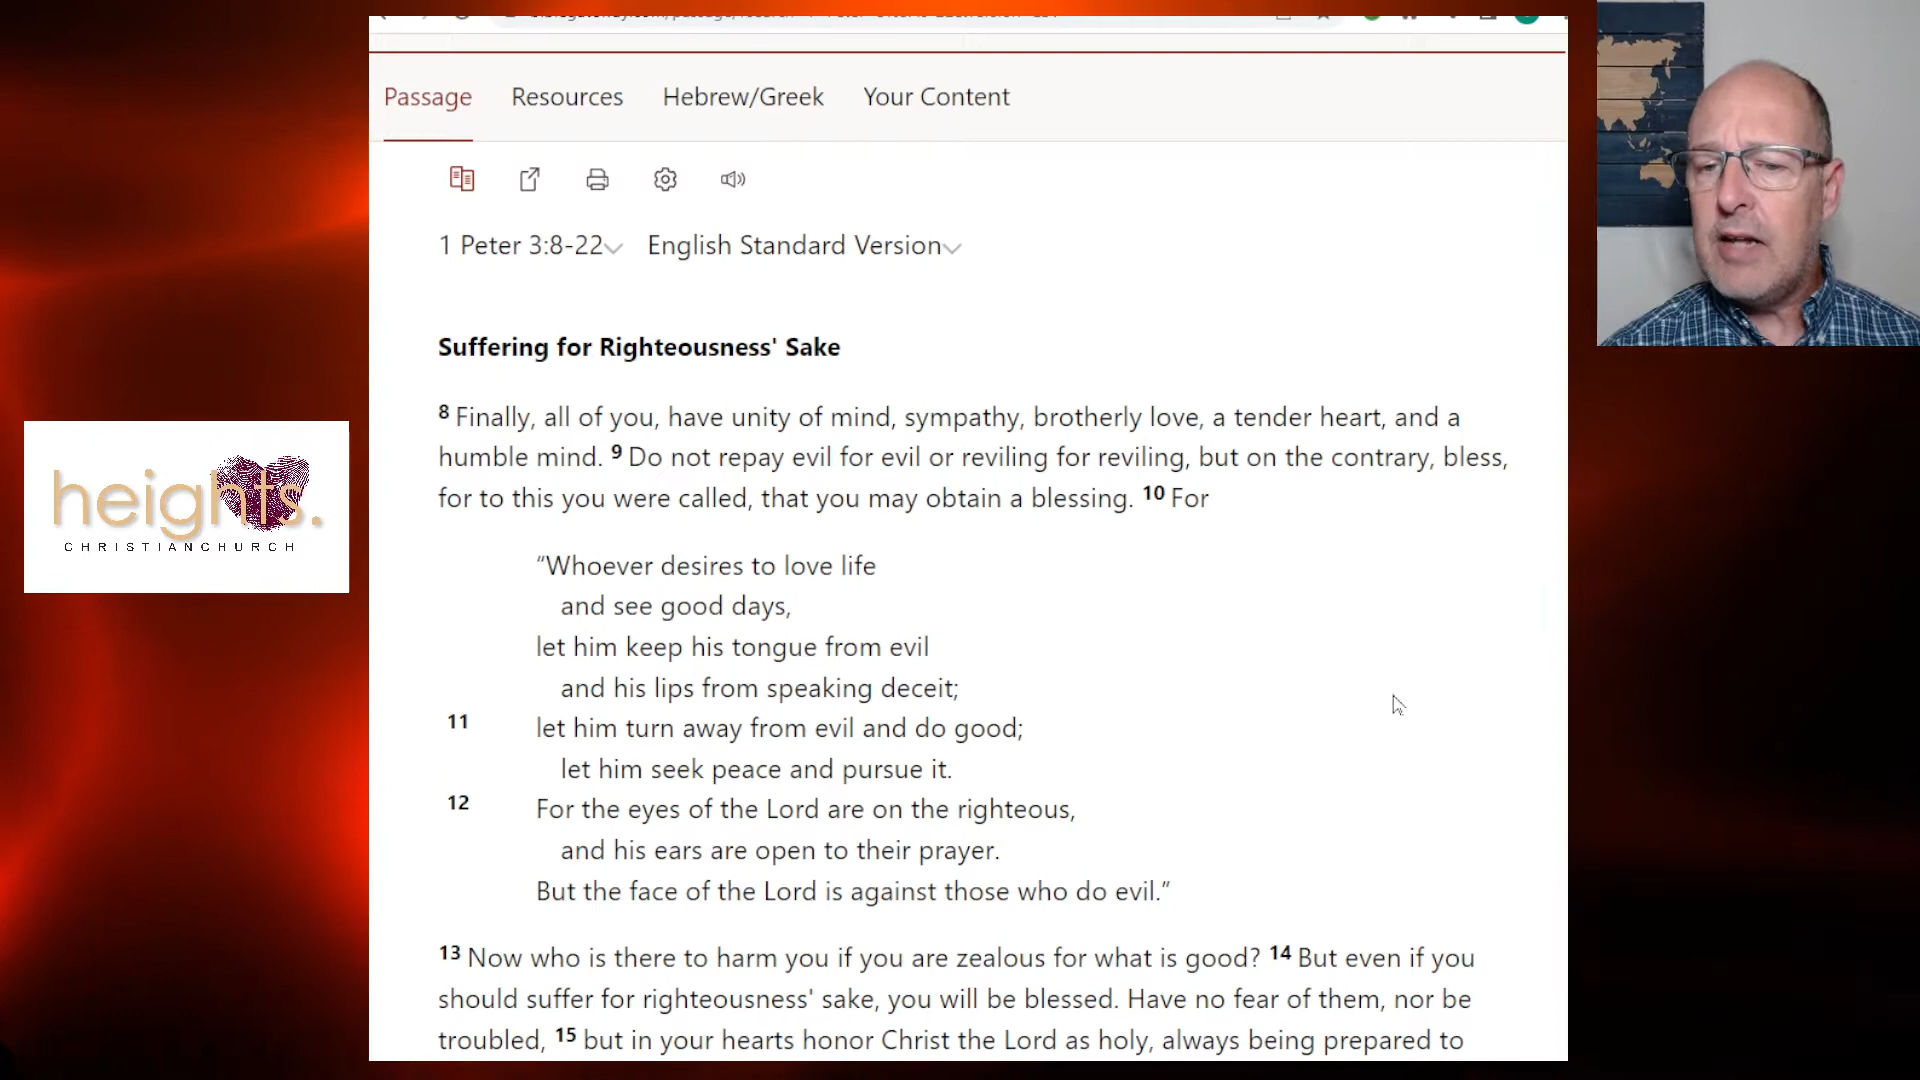 Passage Resources Hebrew/Greek Your Content
1 Peter 3:8-22 English Standard Version
Suffering for Righteousness' Sake
8 Finally, all of you, have unity of mind, sympathy, brotherly love, a tender heart, and a
humble mind. 9 Do not repay evil for evil or reviling for reviling, but on the contrary, bless,
for to this you were called, that you may obtain a blessing. 10 For
“Whoever desires to love life
and see good days,
let him keep his tongue from evil
and his lips from speaking deceit;
11 let him turn away from evil and do good;
let him seek peace and pursue it.
12 For the eyes of the Lord are on the righteous,
and his ears are open to their prayer.
But the face of the Lord is against those who do evil.”
13 Now who is there to harm you if you are zealous for what is good? 14 But even if you
should suffer for righteousness' sake, you will be blessed. Have no fear of them, nor be
troubled, 15 but in your hearts honor Christ the Lord as holy, always being prepared to
heights.
CHRISTIANCHURCH